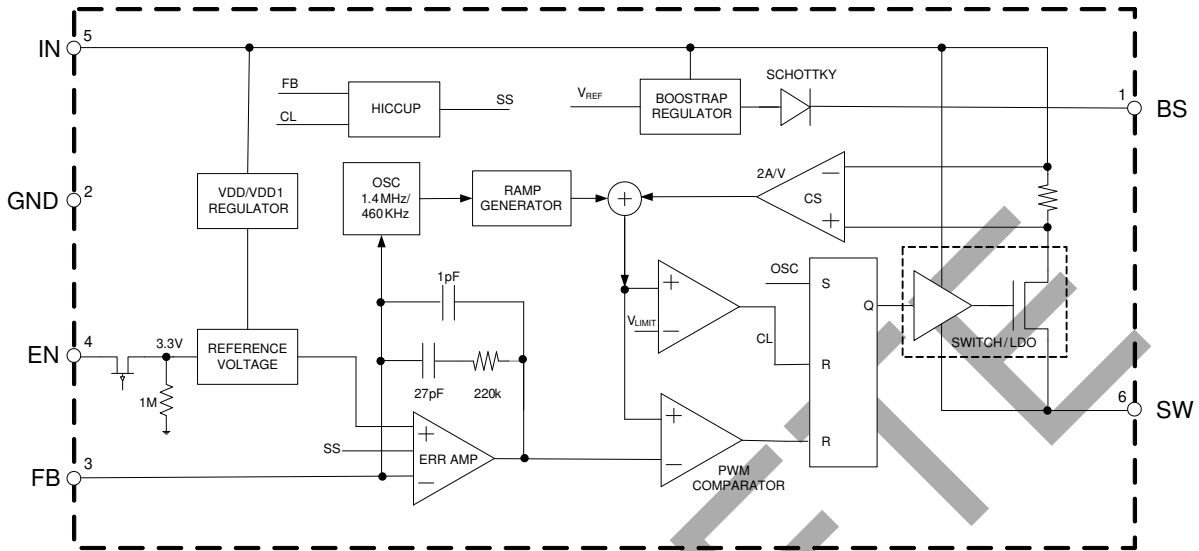 IN
5
FB
CL
HICCUP
SS
VREF
BOOSTRAP
REGULATOR
SCHOTTKY
1
BS
GND
2
VDD/VDD1
REGULATOR
OSC
1.4MHz/
460KHz
RAMP
GENERATOR
+
2A/V
−
CS
+
1pF
27pF
220k
EN
4
3.3V
1M
REFERENCE
VOLTAGE
+
VLIMIT
−
CL
OSC
S
Q
R
R
SWITCH/LDO
6
SW
SS
+
ERR AMP
−
FB
3
+
−
PWM
COMPARATOR